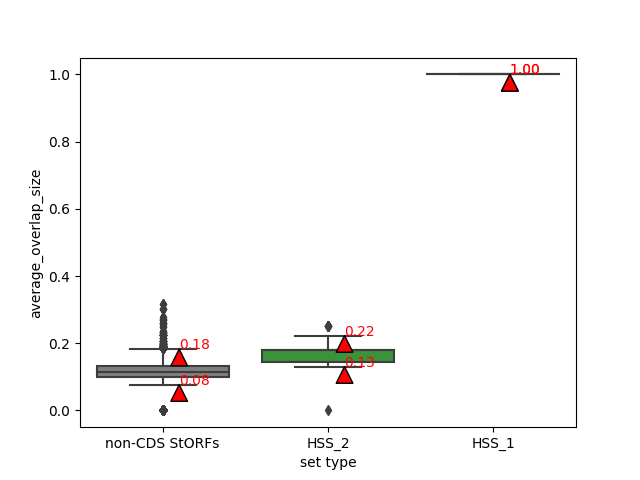 1.0
0.8
0.6
0.4
0.2
0.0
average_overlap_size
1.00
0.18
0.08
0.22
0.13
non-CDS StORFs
HSS_2
HSS_1
set type